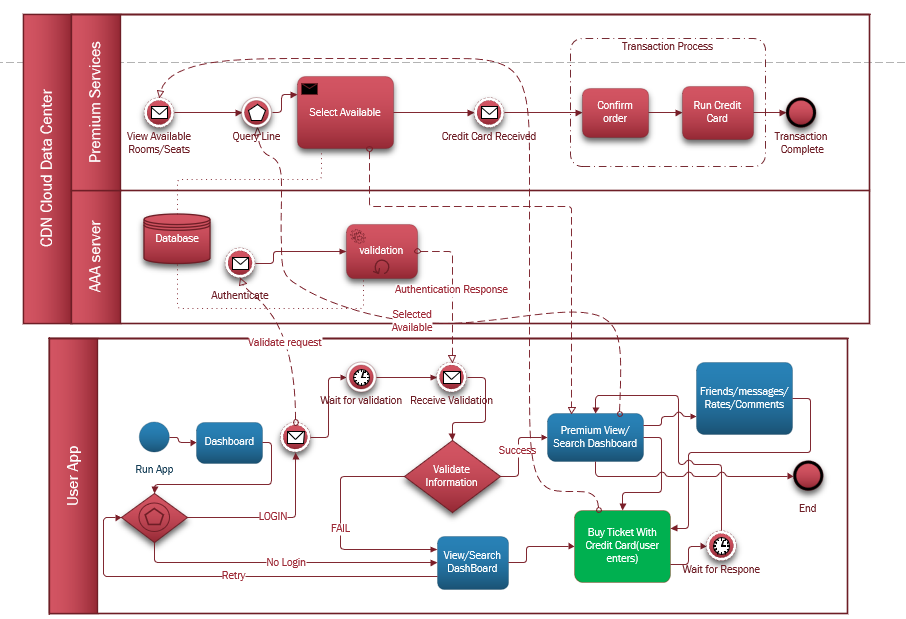 CDN Cloud Data Center
Premium Services
Transaction Process
Select Available
Confirm
order
Run Credit
Card
View Available
Rooms/Seats
Query Line
Credit Card Received
Transaction
Complete
AAA server
Database
validation
Authenticate
Authentication Response
Selected
Available
Validate request
User App
Wait for validation
Receive Validation
Friends/messages/
Rates/Comments
Run App
Dashboard
Premium View/
Search Dashboard
Success
Validate
Information
End
LOGIN
FAIL
Buy Ticket With
Credit Card(user
enters)
No Login
View/Search
DashBoard
Wait for Respone
Retry